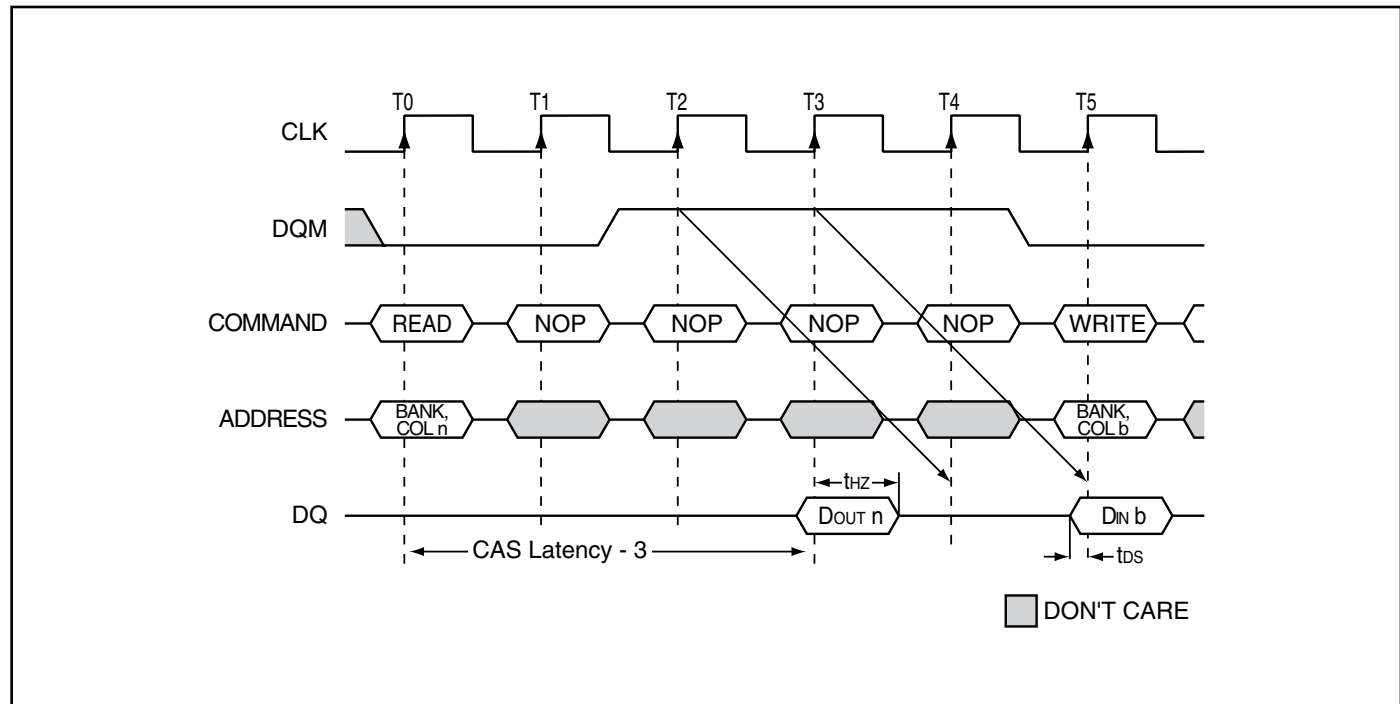 T0 T1 T2 T3 T4 T5
CLK
DQM
COMMAND READ NOP NOP NOP NOP WRITE
ADDRESS BANK, COL n BANK, COL b
tHZ
DQ DOUT n DIN b
CAS Latency - 3 tDS
DON'T CARE